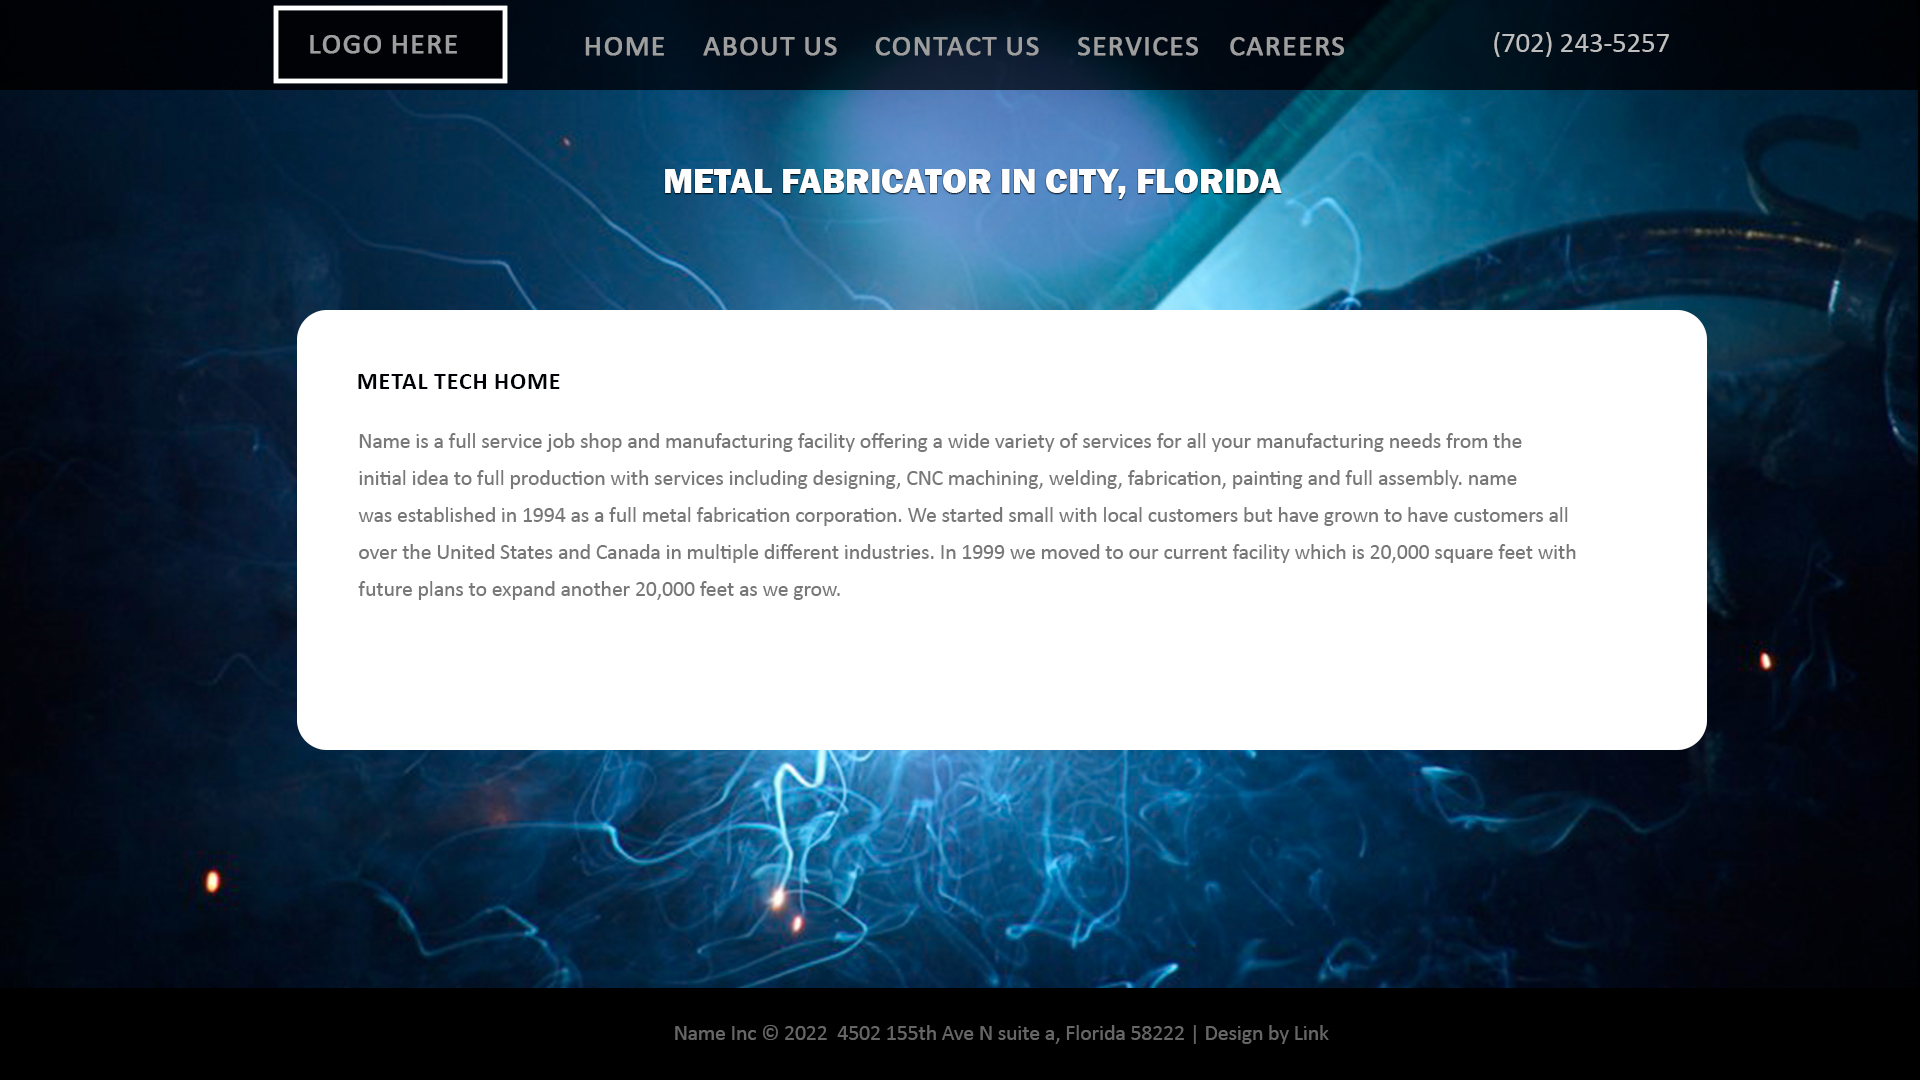 LOGO HERE
HOME ABOUT US CONTACT US SERVICES CAREERS
(702) 243-5257
METAL FABRICATOR IN CITY, FLORIDA
METAL TECH HOME
Name is a full service job shop and manufacturing facility offering a wide variety of services for all your manufacturing needs from the
initial idea to full production with services including designing, CNC machining, welding, fabrication, painting and full assembly. name
was established in 1994 as a full metal fabrication corporation. We started small with local customers but have grown to have customers all
over the United States and Canada in multiple different industries. In 1999 we moved to our current facility which is 20,000 square feet with
future plans to expand another 20,000 feet as we grow.
Name Inc © 2022  4502 155th Ave N suite a, Florida 58222 | Design by Link